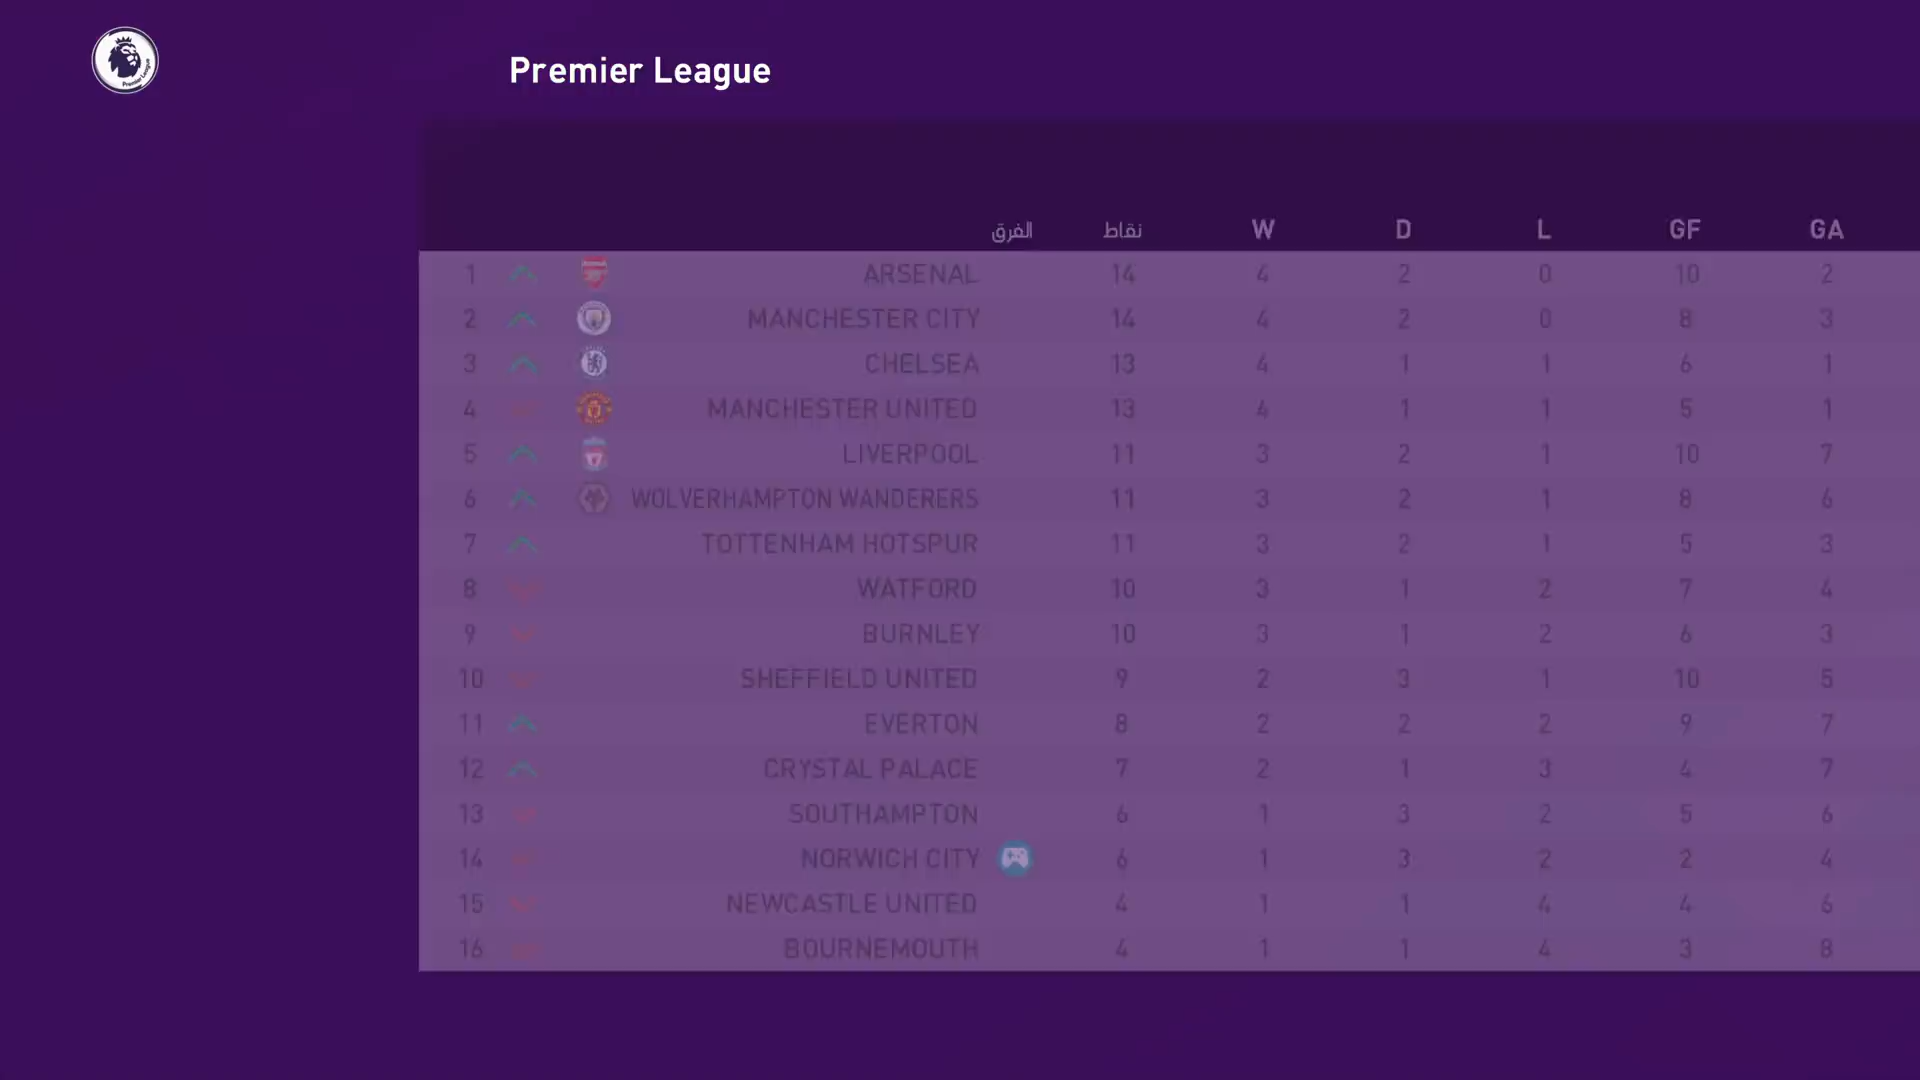 Premier League
الفرق نقاط W D L GF GA
1 ARSENAL 14 4 2 0 10 2
2 MANCHESTER CITY 14 4 2 0 8 3
3 CHELSEA 13 4 1 1 6 1
4 MANCHESTER UNITED 13 4 1 1 5 1
5 LIVERPOOL 11 3 2 1 10 7
6 WOLVERHAMPTON WANDERERS 11 3 2 1 8 6
7 TOTTENHAM HOTSPUR 11 3 2 1 5 3
8 WATFORD 10 3 1 2 7 4
9 BURNLEY 10 3 1 2 6 3
10 SHEFFIELD UNITED 9 2 3 1 10 5
11 EVERTON 8 2 2 2 9 7
12 CRYSTAL PALACE 7 2 1 3 4 7
13 SOUTHAMPTON 6 1 3 2 5 6
14 NORWICH CITY 6 1 3 2 2 4
15 NEWCASTLE UNITED 4 1 1 4 4 6
16 BOURNEMOUTH 4 1 1 4 3 8